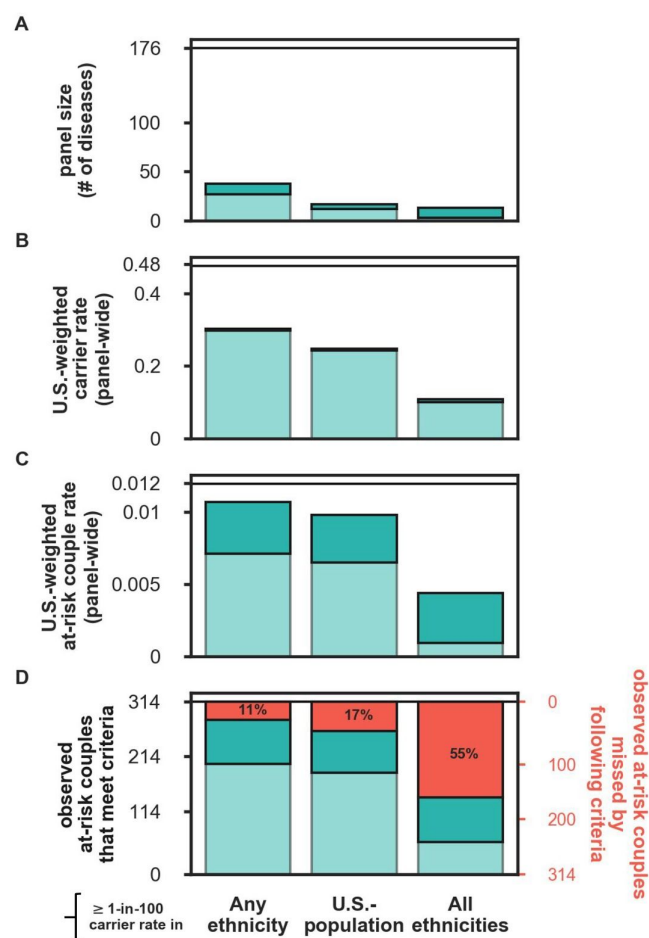 A
panel size
(# of diseases)
176
100
50
0
B
U.S.-weighted
carrier rate
(panel-wide)
0.48
0.4
0.2
0
C
U.S.-weighted
at-risk couple rate
(panel-wide)
0.012
0.01
0.005
0
D
observed
at-risk couples
that meet criteria
314
214
114
0
11%
17%
55%
0
100
200
314
observed at-risk couples
missed by
following criteria
≥ 1-in-100
carrier rate in
Any
ethnicity
U.S.-
population
All
ethnicities